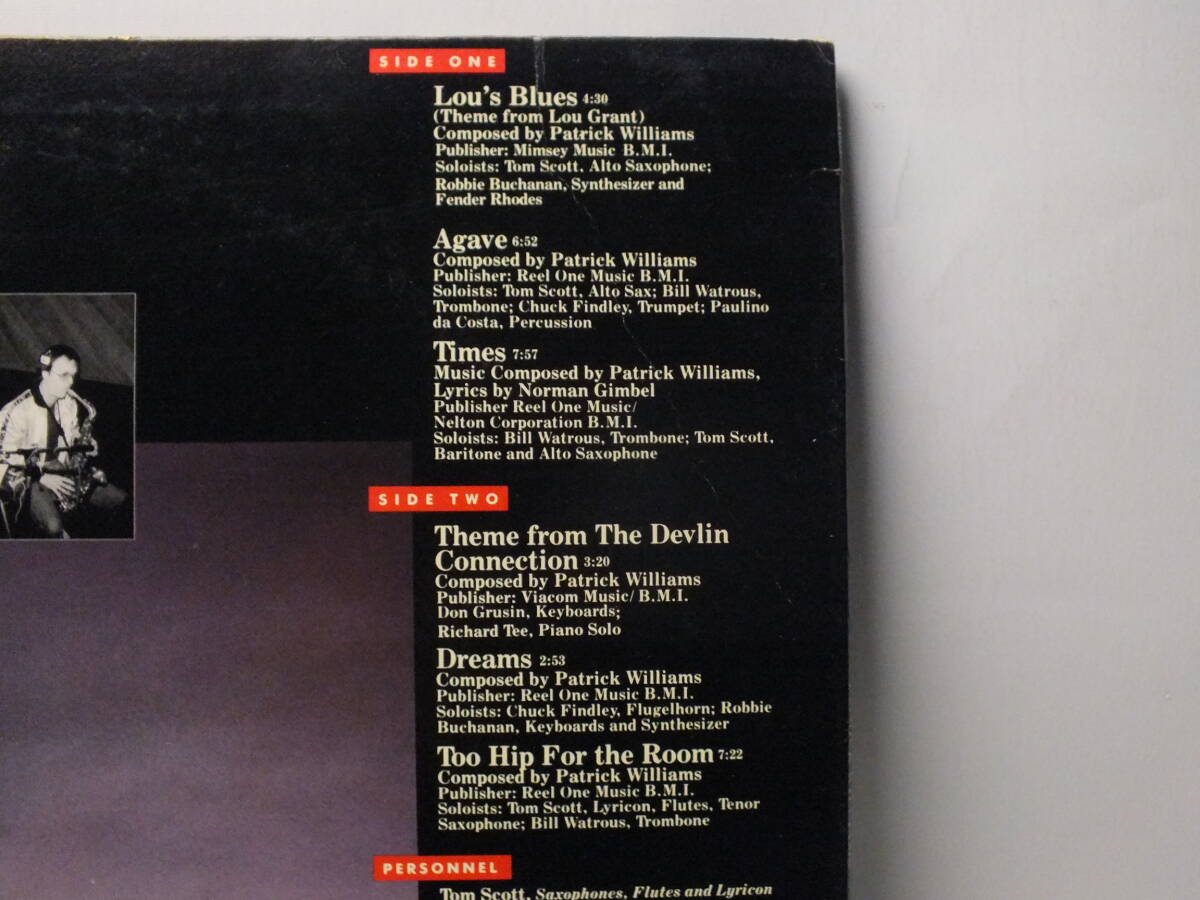 SIDE ONE
Lou's Blues 4:30
(Theme from Lou Grant)
Composed by Patrick Williams
Publisher: Mimsey Music B.M.I.
Soloists: Tom Scott, Alto Saxophone;
Robbie Buchanan, Synthesizer and
Fender Rhodes
Agave 6:52
Composed by Patrick Williams
Publisher: Reel One Music B.M.I.
Soloists: Tom Scott, Alto Sax; Bill Watrous,
Trombone; Chuck Findley, Trumpet; Paulino
da Costa, Percussion
Times 7:57
Music Composed by Patrick Williams,
Lyrics by Norman Gimbel
Publisher Reel One Music/
Nelton Corporation B.M.I.
Soloists: Bill Watrous, Trombone; Tom Scott,
Baritone and Alto Saxophone
SIDE TWO
Theme from The Devlin
Connection 3:20
Composed by Patrick Williams
Publisher: Viacom Music/ B.M.I.
Don Grusin, Keyboards;
Richard Tee, Piano Solo
Dreams 2:53
Composed by Patrick Williams
Publisher: Reel One Music B.M.I.
Soloists: Chuck Findley, Flugelhorn; Robbie
Buchanan, Keyboards and Synthesizer
Too Hip For the Room 7:22
Composed by Patrick Williams
Publisher: Reel One Music B.M.I.
Soloists: Tom Scott, Lyricon, Flutes, Tenor
Saxophone; Bill Watrous, Trombone
PERSONNEL
Tom Scott, Saxophones, Flutes and Lyricon